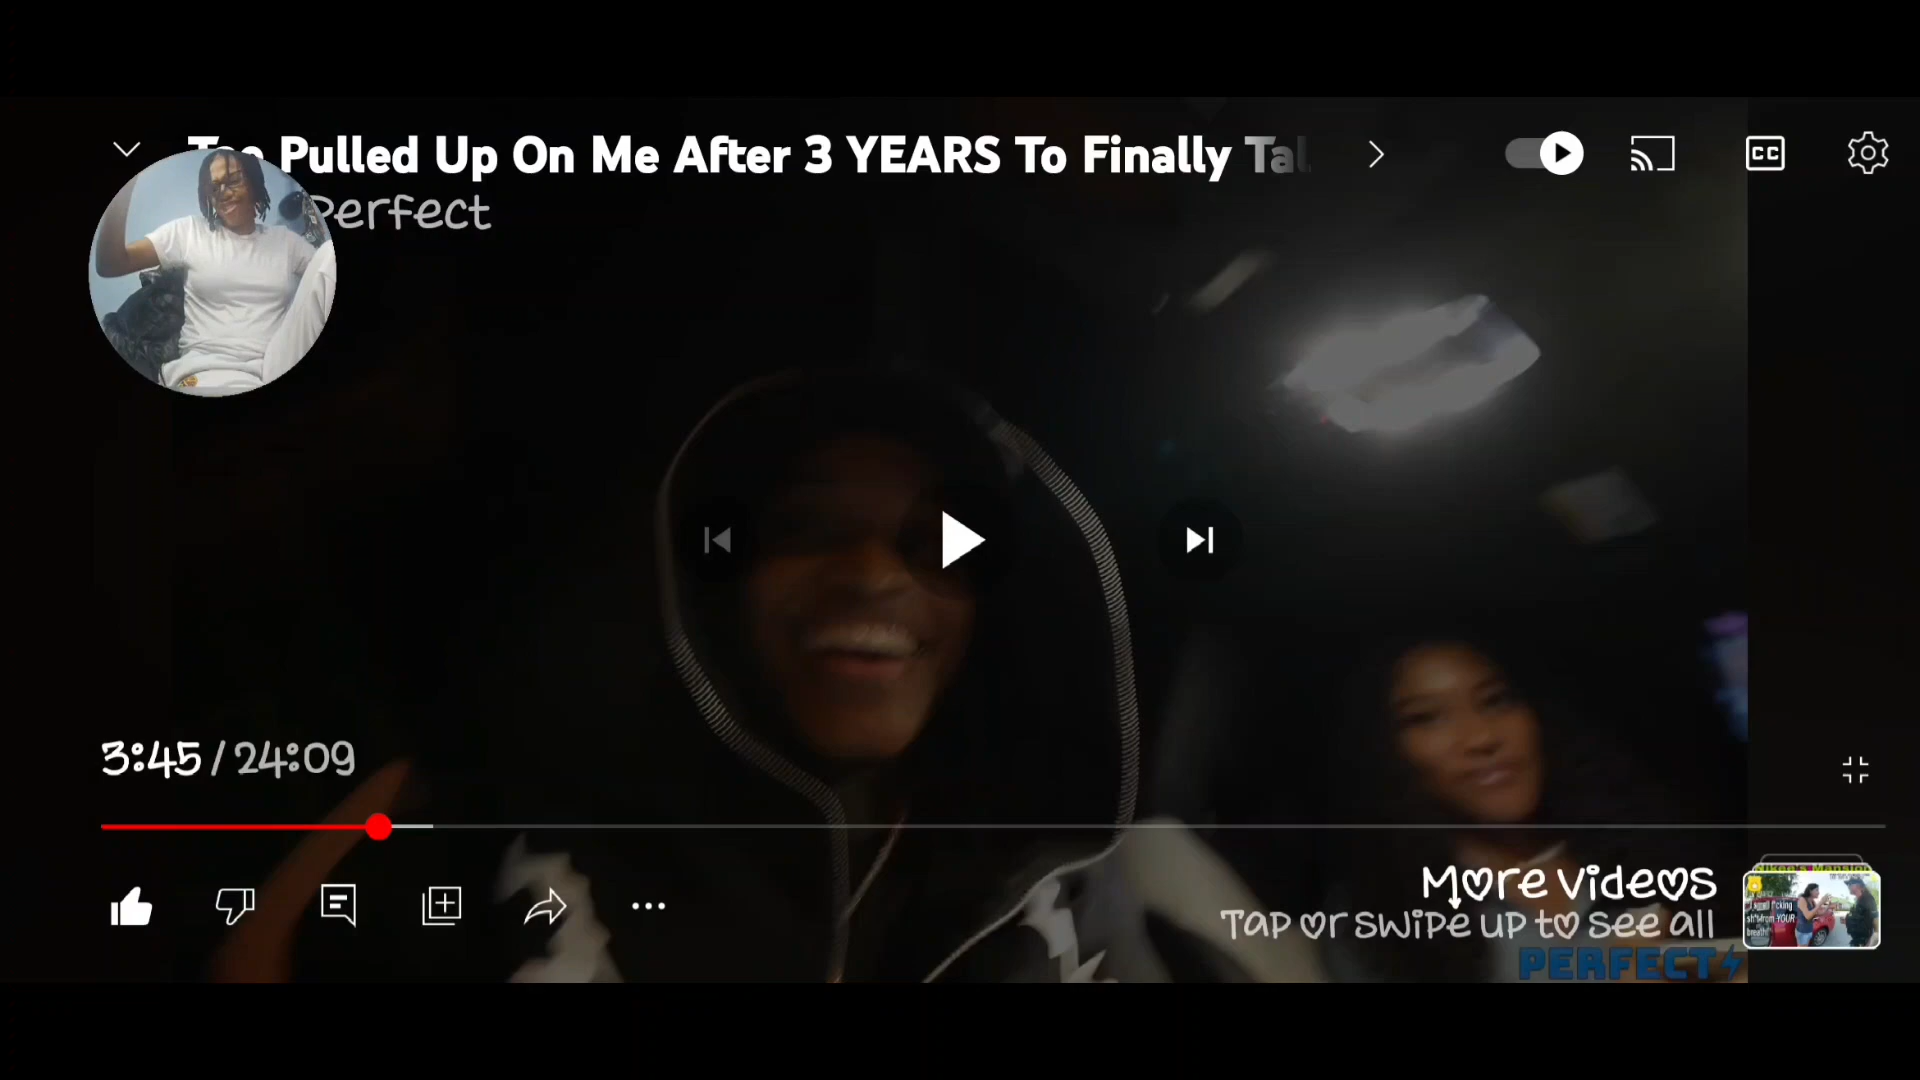 Pulled Up On Me After 3 YEARS To Finally
Perfect
CC
3:45 / 24:09
More videos
Tap or swipe up to see all
PERFECT